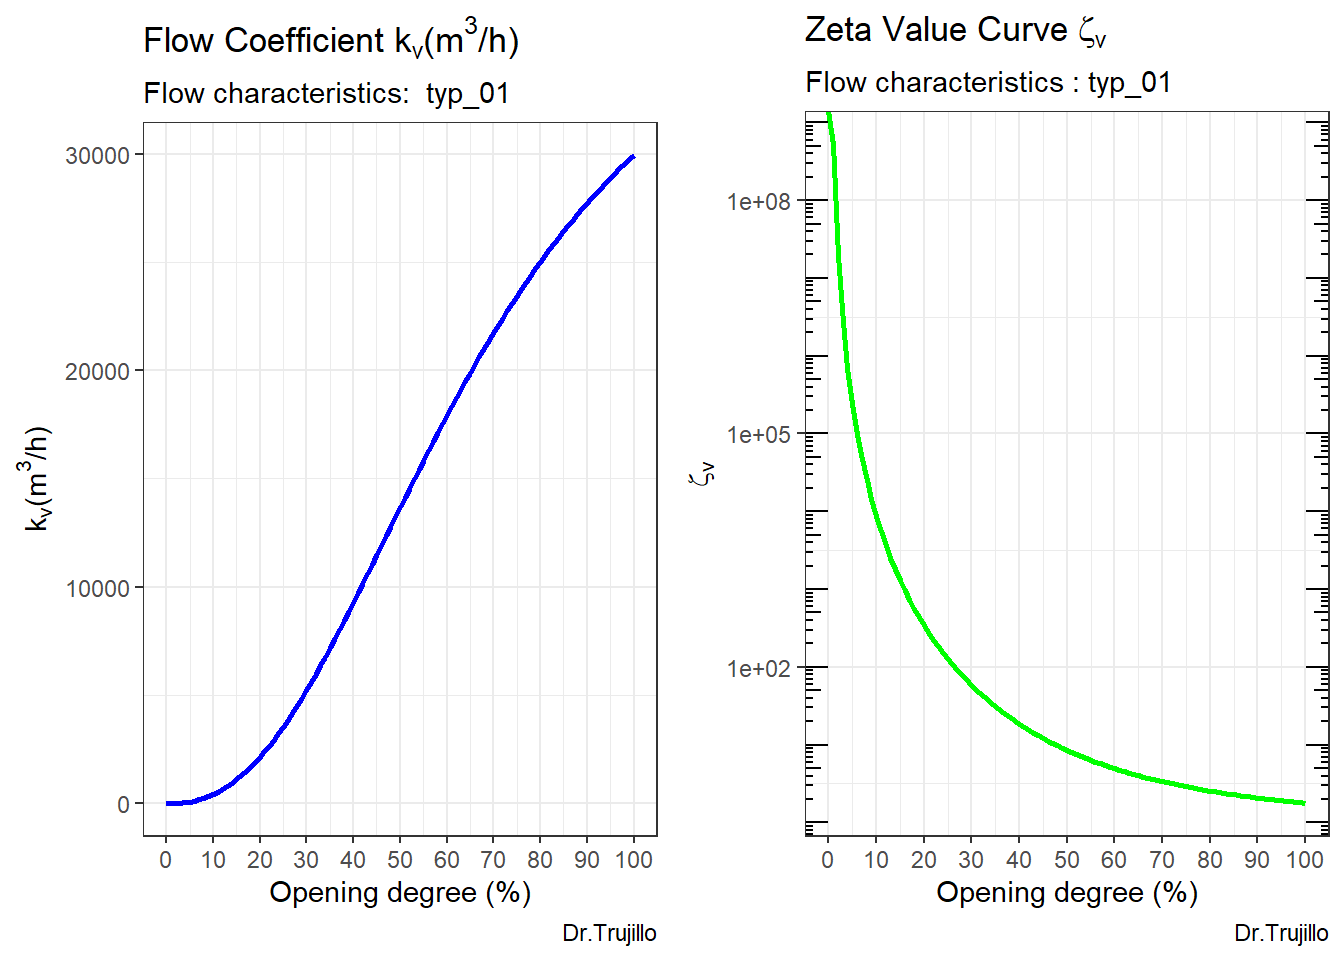 Flow Coefficient kv(m³/h)
Flow characteristics:  typ_01
kv(m³/h)
30000
20000
10000
0
0 10 20 30 40 50 60 70 80 90 100
Opening degree (%)
Dr.Trujillo
Zeta Value Curve ζv
Flow characteristics : typ_01
ζv
1e+08
1e+05
1e+02
0 10 20 30 40 50 60 70 80 90 100
Opening degree (%)
Dr.Trujillo